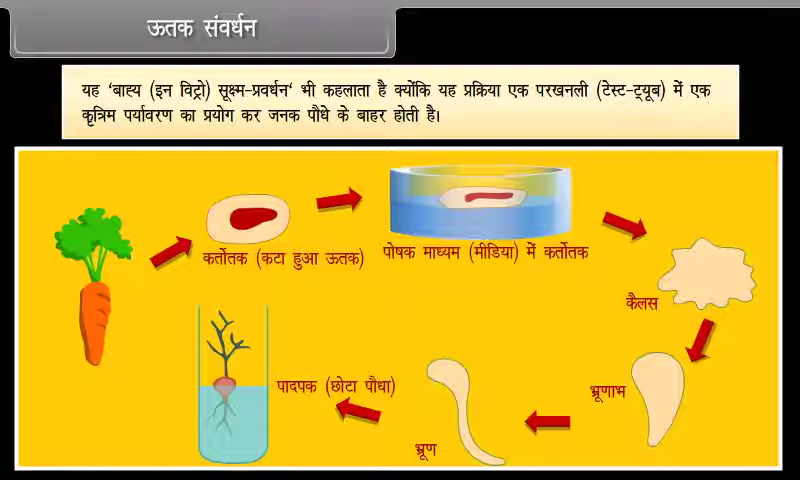 ऊतक संवर्धन
यह 'बाह्य (इन विट्रो) सूक्ष्म-प्रवर्धन' भी कहलाता है क्योंकि यह प्रक्रिया एक परखनली (टेस्ट-ट्यूब) में एक
कृत्रिम पर्यावरण का प्रयोग कर जनक पौधे के बाहर होती है।
कर्तोतक (कटा हुआ ऊतक)
पोषक माध्यम (मीडिया) में कर्तोतक
कैलस
भ्रूणाभ
भ्रूण
पादपक (छोटा पौधा)